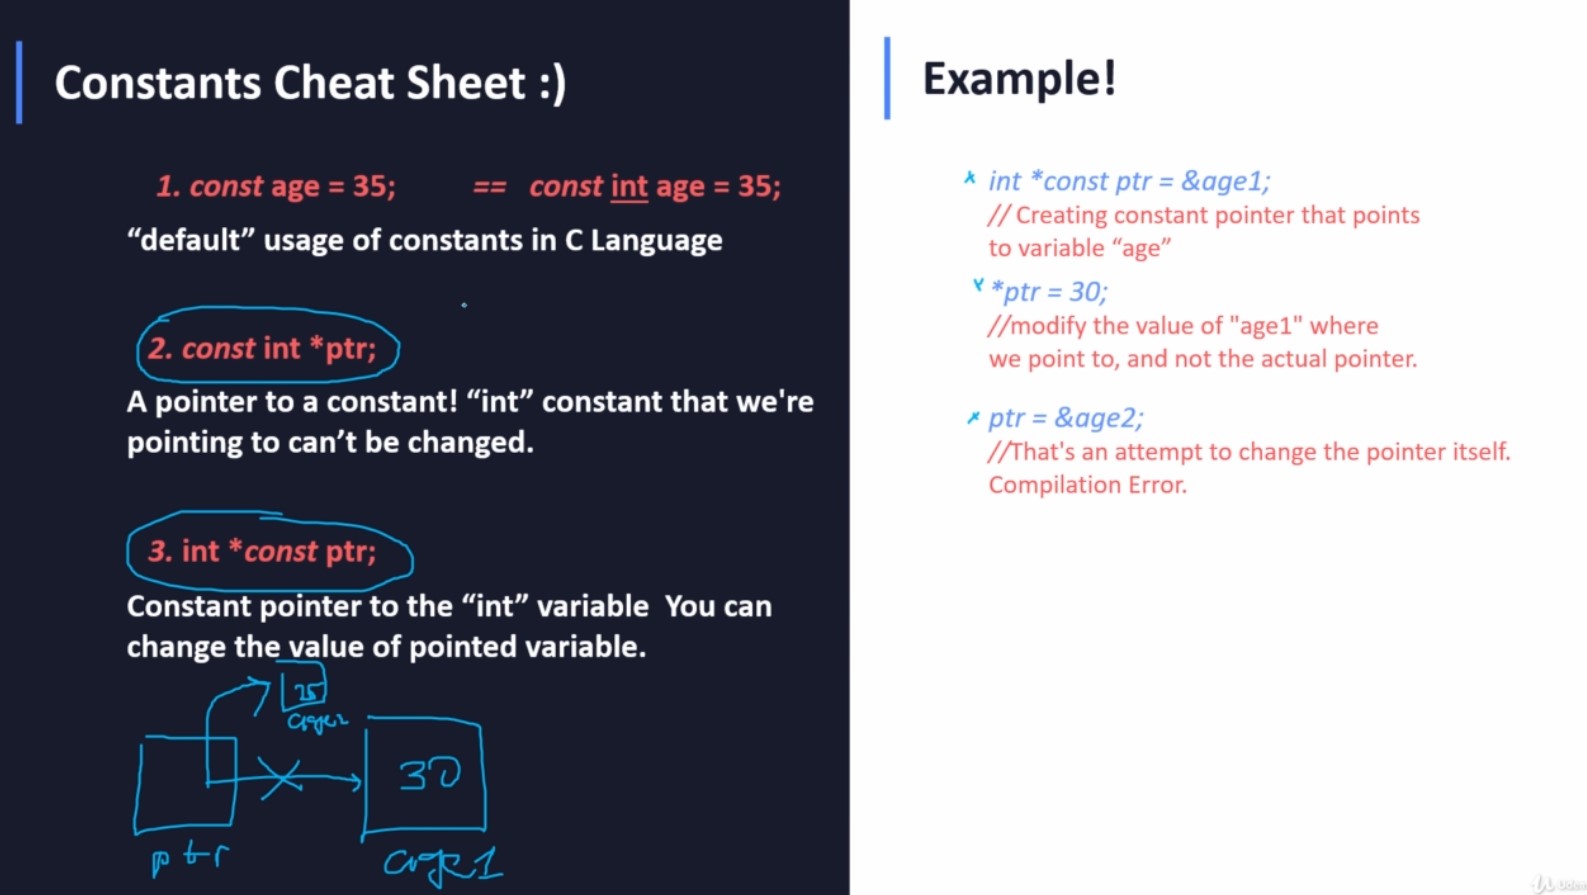 Constants Cheat Sheet :)
1. const age = 35; == const int age = 35;
“default” usage of constants in C Language
2. const int *ptr;
A pointer to a constant! “int” constant that we're
pointing to can’t be changed.
3. int *const ptr;
Constant pointer to the “int” variable You can
change the value of pointed variable.
25
age2
30
ptr
age1
Example!
int *const ptr = &age1;
// Creating constant pointer that points
to variable “age”
*ptr = 30;
//modify the value of "age1" where
we point to, and not the actual pointer.
ptr = &age2;
//That's an attempt to change the pointer itself.
Compilation Error.